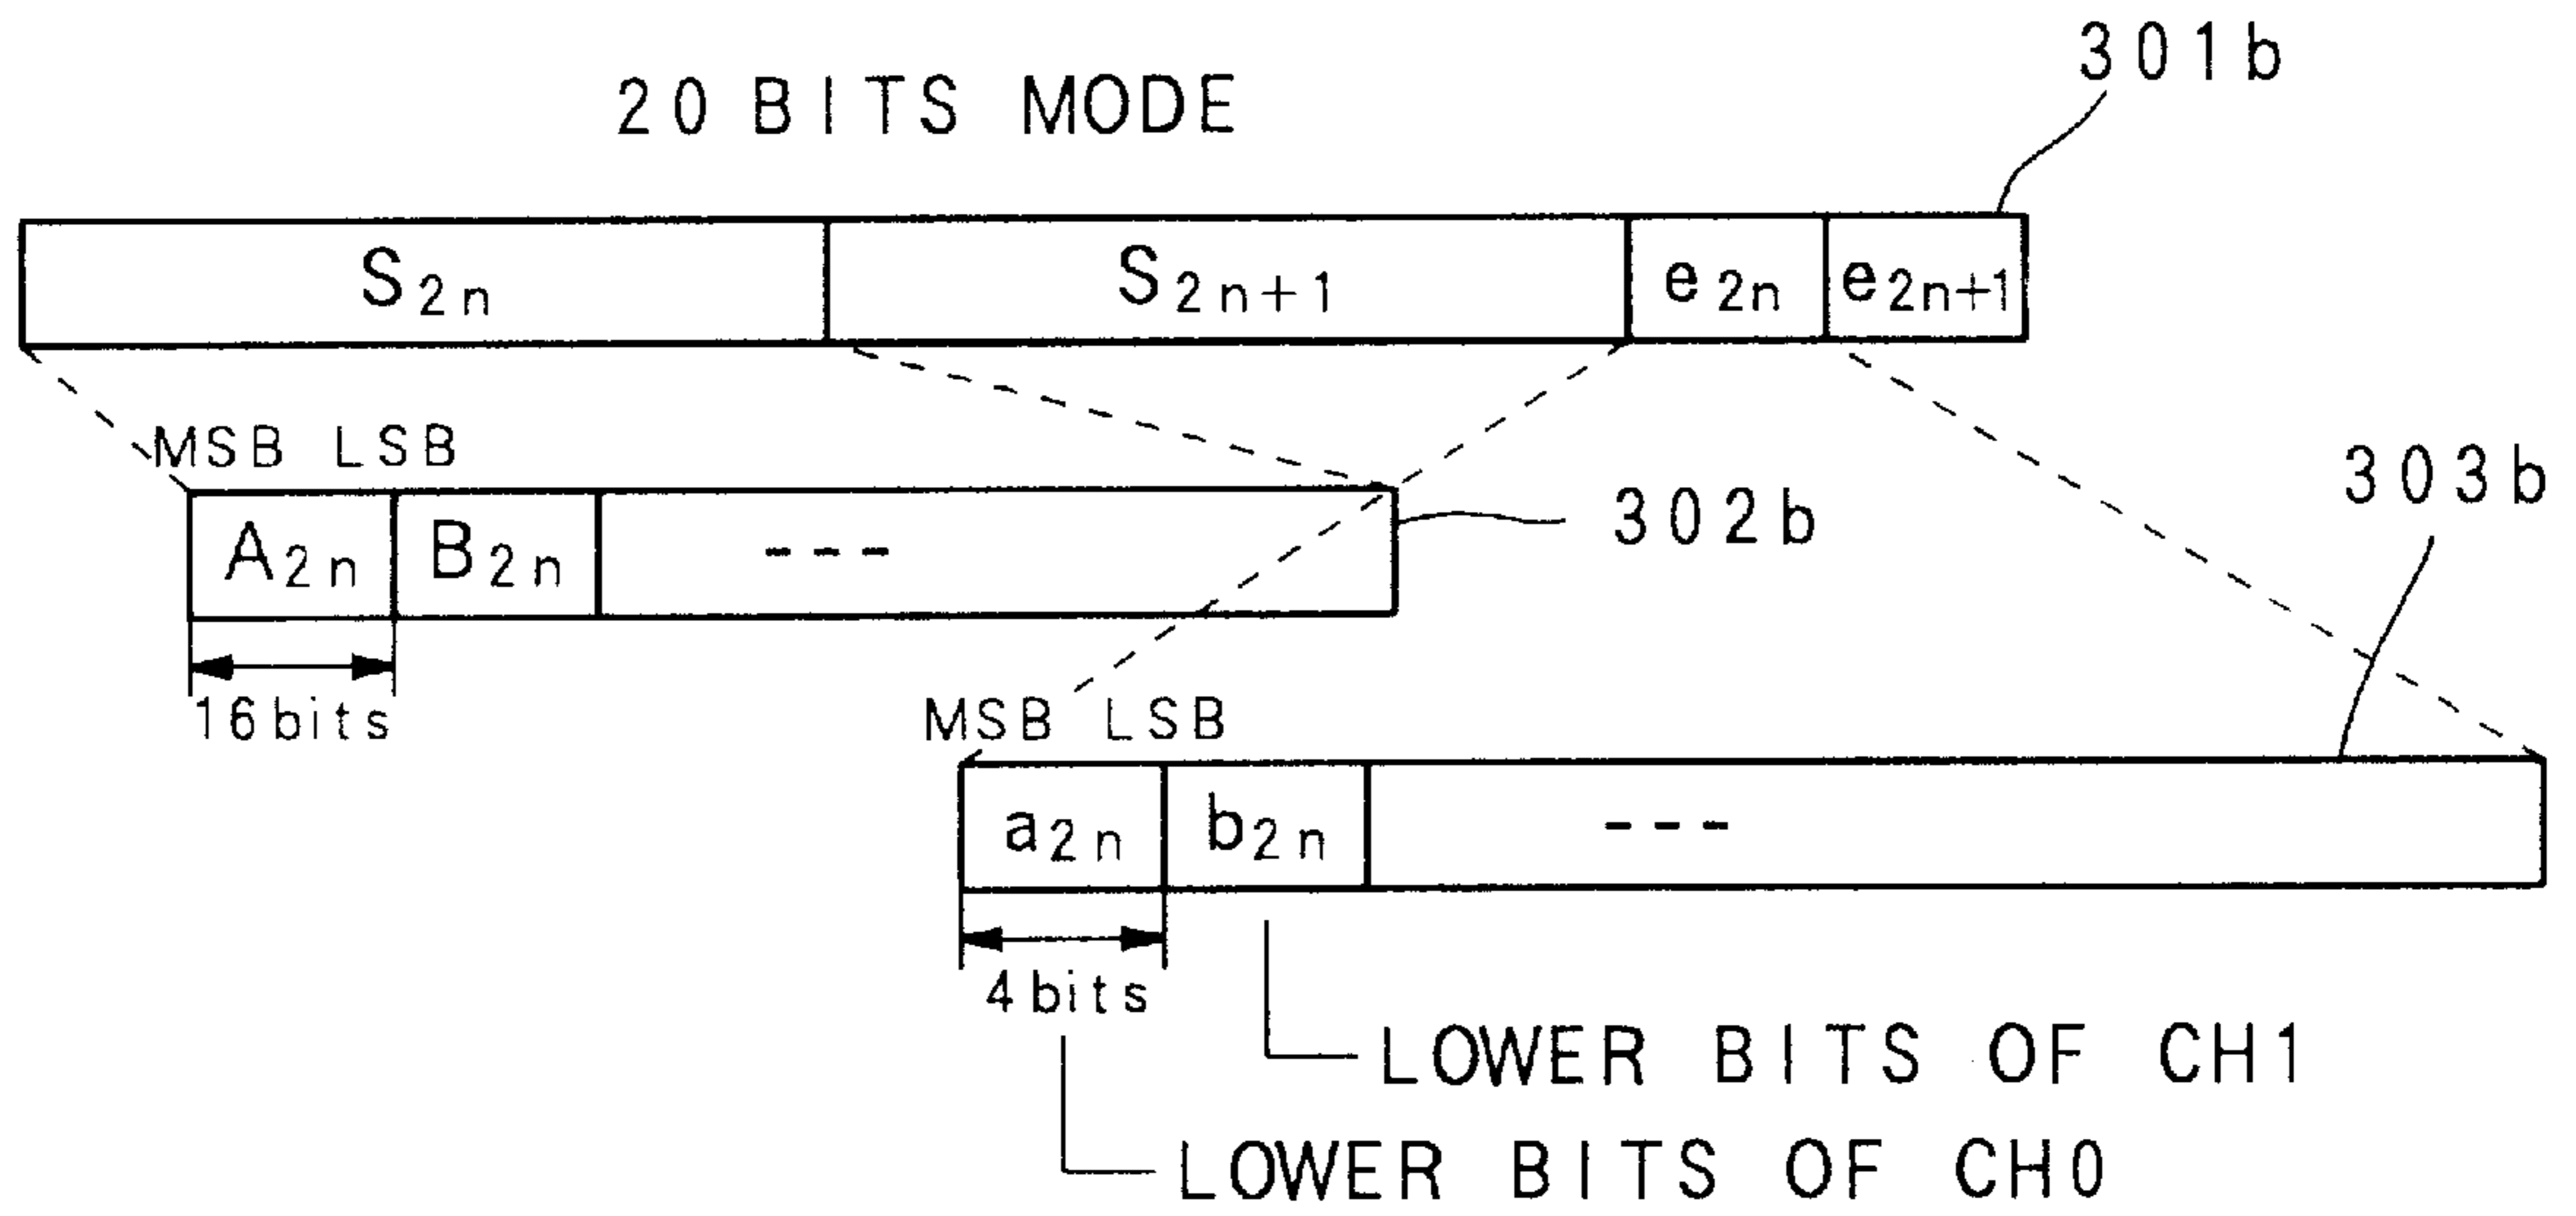 301b
20 BITS MODE
S2n S2n+1 e2n e2n+1
MSB LSB
303b
302b
A2n B2n ---
16bits
MSB LSB
a2n b2n ---
4bits
LOWER BITS OF CH1
LOWER BITS OF CH0